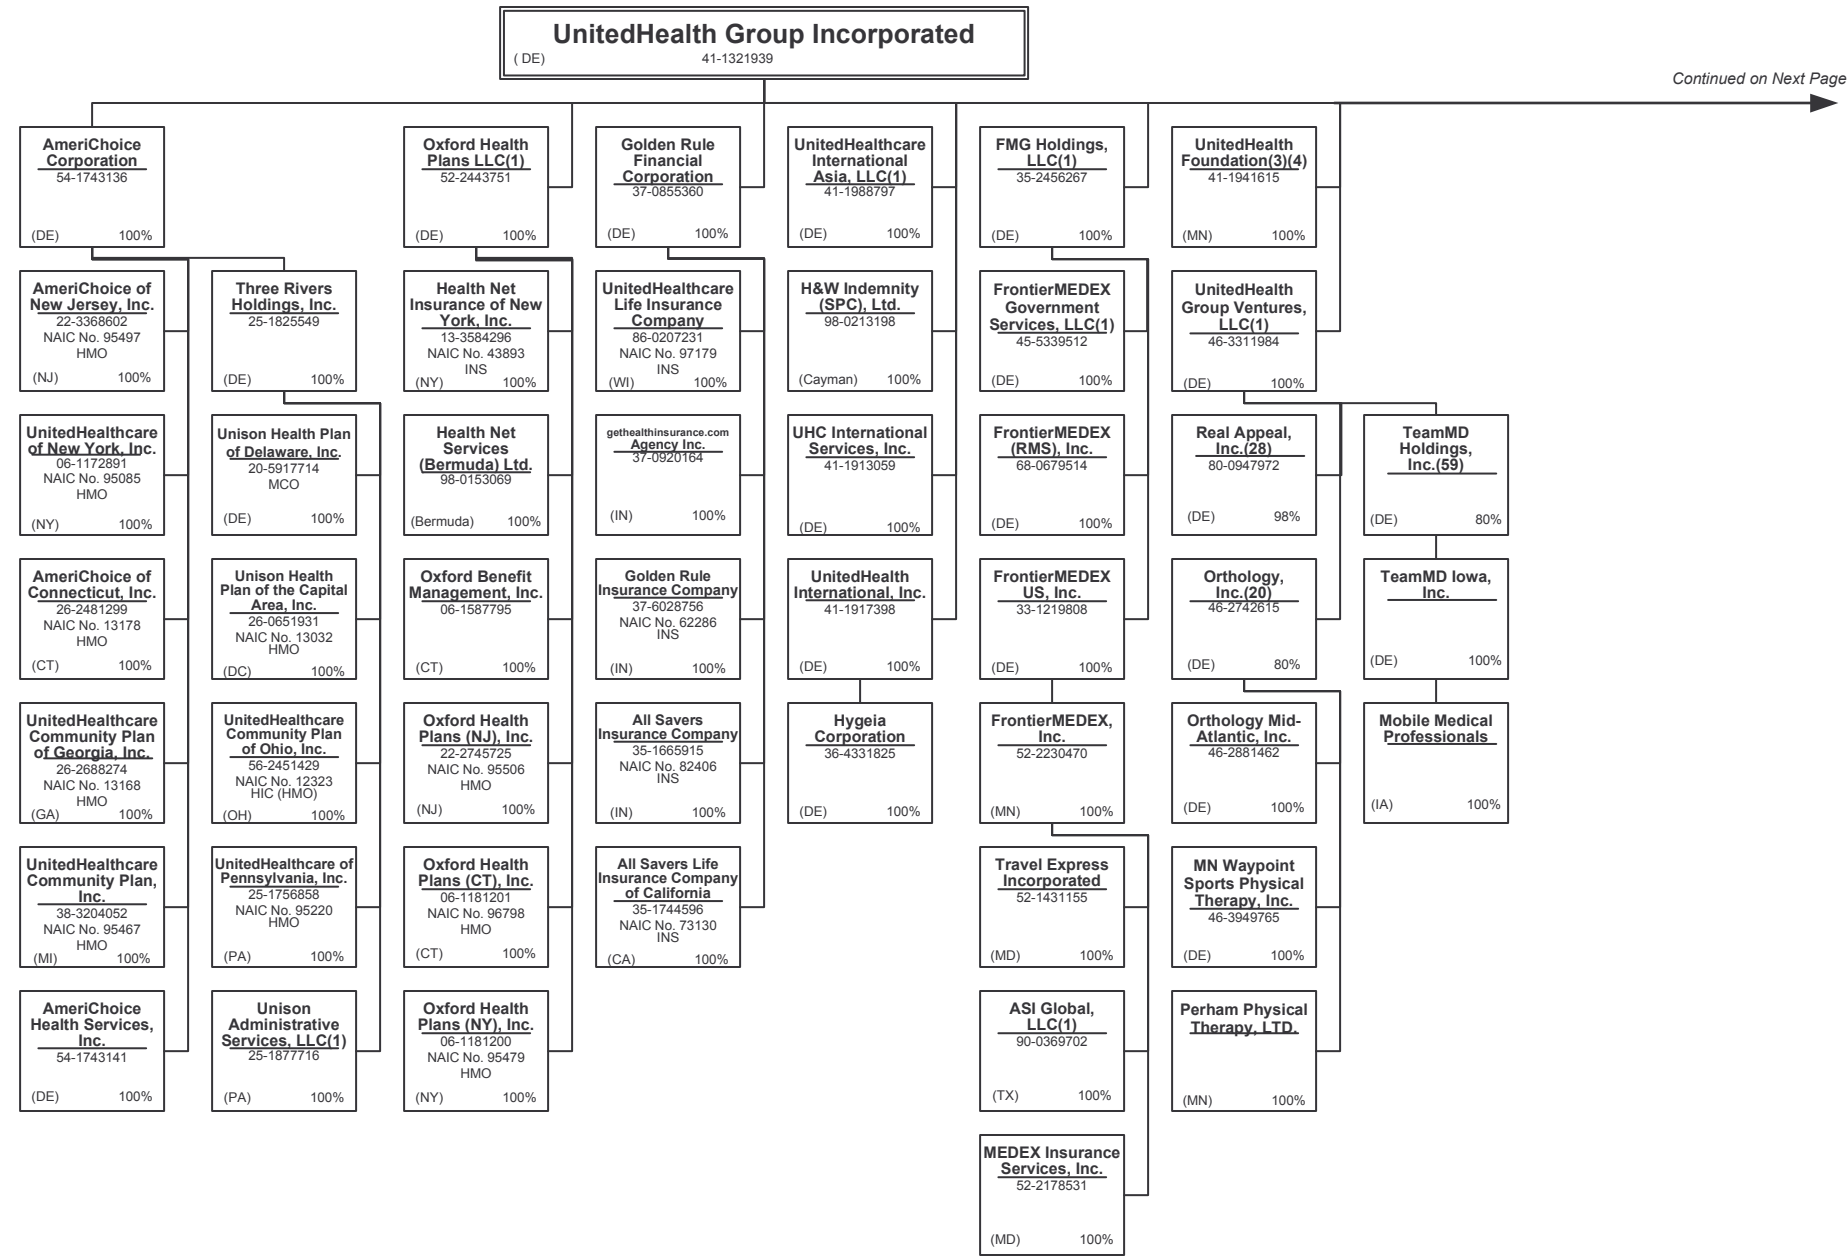 UnitedHealth Group Incorporated
( DE) 41-1321939
Continued on Next Page
AmeriChoice
Corporation
54-1743136
(DE) 100%
Oxford Health
Plans LLC(1)
52-2443751
(DE) 100%
Golden Rule
Financial
Corporation
37-0855360
(DE) 100%
UnitedHealthcare
International
Asia, LLC(1)
41-1988797
(DE) 100%
FMG Holdings,
LLC(1)
35-2456267
(DE) 100%
UnitedHealth
Foundation(3)(4)
41-1941615
(MN) 100%
AmeriChoice of
New Jersey, Inc.
22-3368602
NAIC No. 95497
HMO
(NJ) 100%
Three Rivers
Holdings, Inc.
25-1825549
(DE) 100%
Health Net
Insurance of New
York, Inc.
13-3584296
NAIC No. 43893
INS
(NY) 100%
UnitedHealthcare
Life Insurance
Company
86-0207231
NAIC No. 97179
INS
(WI) 100%
H&W Indemnity
(SPC), Ltd.
98-0213198
(Cayman) 100%
FrontierMEDEX
Government
Services, LLC(1)
45-5339512
(DE) 100%
UnitedHealth
Group Ventures,
LLC(1)
46-3311984
(DE) 100%
UnitedHealthcare
of New York, Inc.
06-1172891
NAIC No. 95085
HMO
(NY) 100%
Unison Health Plan
of Delaware, Inc.
20-5917714
MCO
(DE) 100%
Health Net
Services
(Bermuda) Ltd.
98-0153069
(Bermuda) 100%
gethealthinsurance.com
Agency Inc.
37-0920164
(IN) 100%
UHC International
Services, Inc.
41-1913059
(DE) 100%
FrontierMEDEX
(RMS), Inc.
68-0679514
(DE) 100%
Real Appeal,
Inc.(28)
80-0947972
(DE) 98%
TeamMD
Holdings,
Inc.(59)
(DE) 80%
AmeriChoice of
Connecticut, Inc.
26-2481299
NAIC No. 13178
HMO
(CT) 100%
Unison Health
Plan of the Capital
Area, Inc.
26-0651931
NAIC No. 13032
HMO
(DC) 100%
Oxford Benefit
Management, Inc.
06-1587795
(CT) 100%
Golden Rule
Insurance Company
37-6028756
NAIC No. 62286
INS
(IN) 100%
UnitedHealth
International, Inc.
41-1917398
(DE) 100%
FrontierMEDEX
US, Inc.
33-1219808
(DE) 100%
Orthology,
Inc.(20)
46-2742615
(DE) 80%
TeamMD Iowa,
Inc.
(DE) 100%
UnitedHealthcare
Community Plan
of Georgia, Inc.
26-2688274
NAIC No. 13168
HMO
(GA) 100%
UnitedHealthcare
Community Plan
of Ohio, Inc.
56-2451429
NAIC No. 12323
HIC (HMO)
(OH) 100%
Oxford Health
Plans (NJ), Inc.
22-2745725
NAIC No. 95506
HMO
(NJ) 100%
All Savers
Insurance Company
35-1665915
NAIC No. 82406
INS
(IN) 100%
Hygeia
Corporation
36-4331825
(DE) 100%
FrontierMEDEX,
Inc.
52-2230470
(MN) 100%
Orthology Mid-
Atlantic, Inc.
46-2881462
(DE) 100%
Mobile Medical
Professionals
(IA) 100%
UnitedHealthcare
Community Plan,
Inc.
38-3204052
NAIC No. 95467
HMO
(MI) 100%
UnitedHealthcare of
Pennsylvania, Inc.
25-1756858
NAIC No. 95220
HMO
(PA) 100%
Oxford Health
Plans (CT), Inc.
06-1181201
NAIC No. 96798
HMO
(CT) 100%
All Savers Life
Insurance Company
of California
35-1744596
NAIC No. 73130
INS
(CA) 100%
Travel Express
Incorporated
52-1431155
(MD) 100%
MN Waypoint
Sports Physical
Therapy, Inc.
46-3949765
(DE) 100%
AmeriChoice
Health Services,
Inc.
54-1743141
(DE) 100%
Unison
Administrative
Services, LLC(1)
25-1877716
(PA) 100%
Oxford Health
Plans (NY), Inc.
06-1181200
NAIC No. 95479
HMO
(NY) 100%
ASI Global,
LLC(1)
90-0369702
(TX) 100%
Perham Physical
Therapy, LTD.
(MN) 100%
MEDEX Insurance
Services, Inc.
52-2178531
(MD) 100%